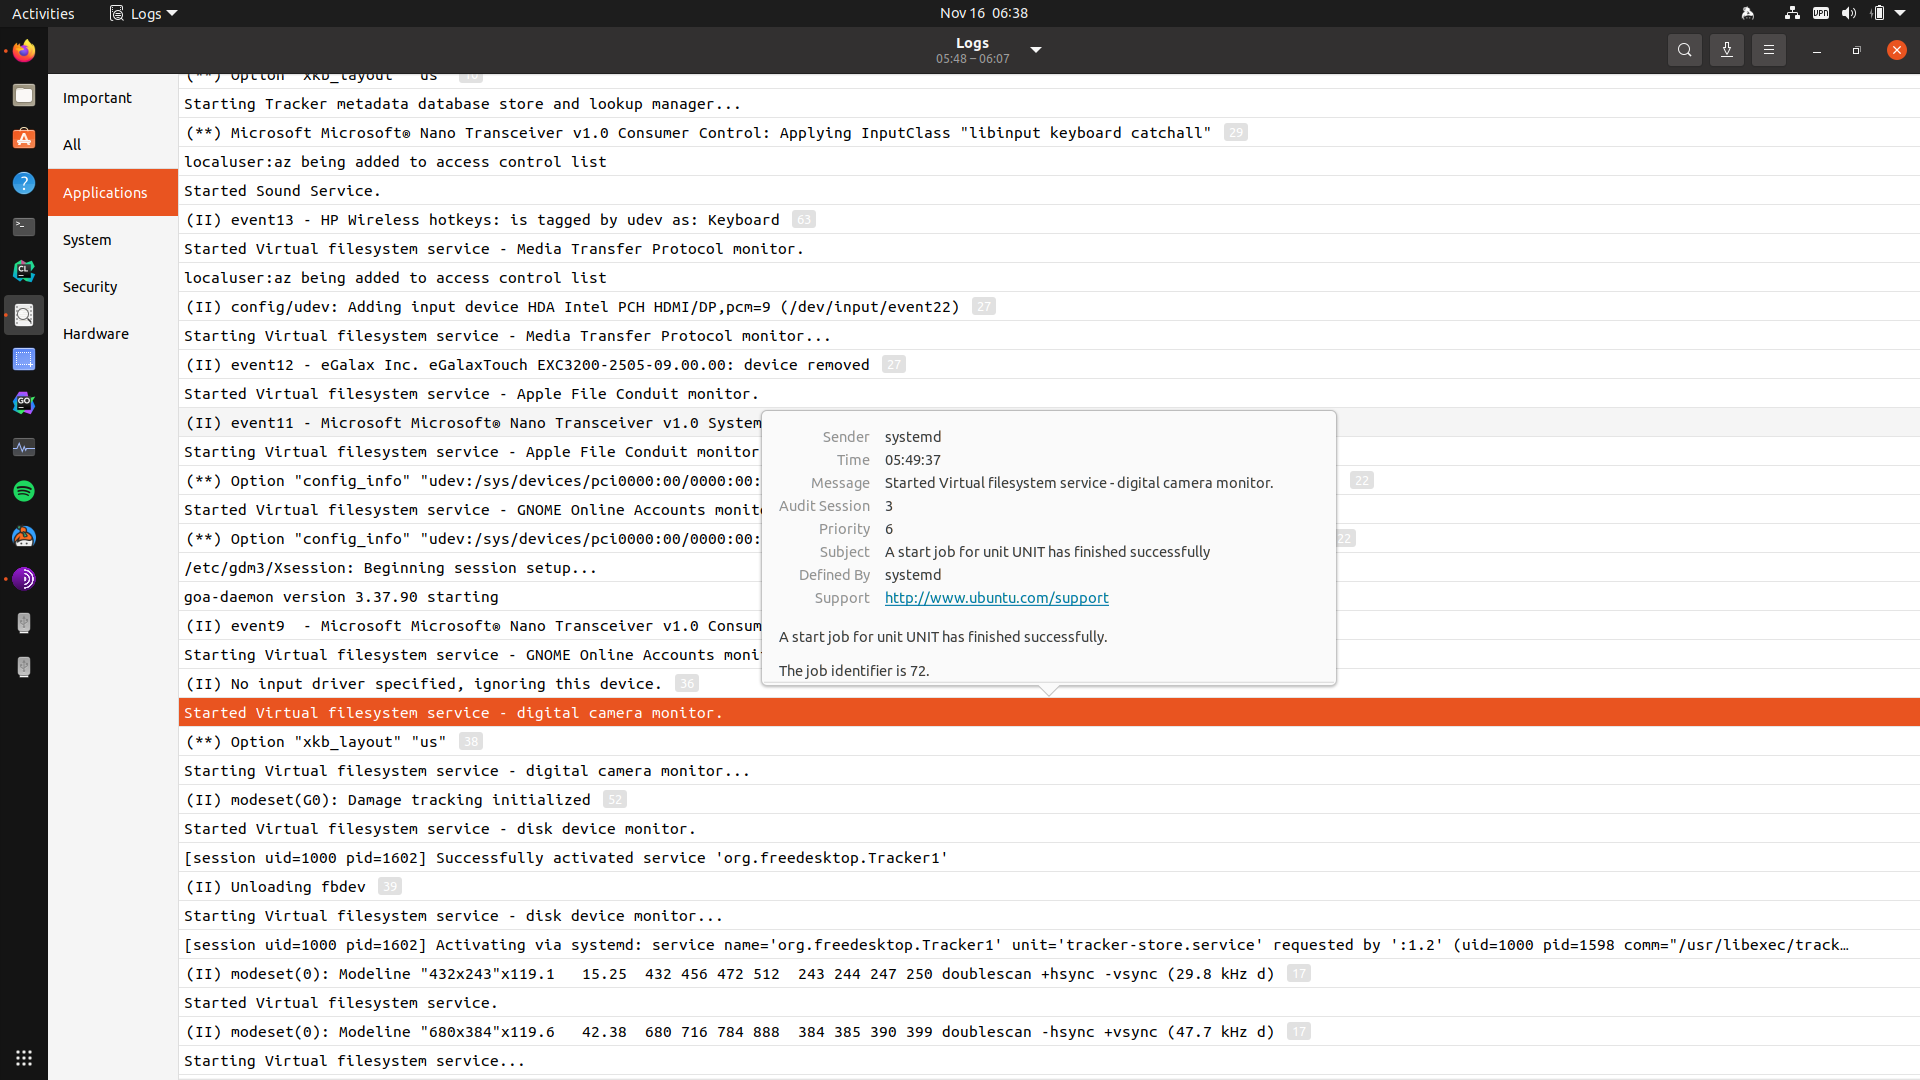 Activities
Logs
Nov 16 06:38
VPN
Logs
05:48 – 06:07
Important
All
Applications
System
Security
Hardware
(**) Option "xkb_layout" "us"
Starting Tracker metadata database store and lookup manager...
(**) Microsoft Microsoft® Nano Transceiver v1.0 Consumer Control: Applying InputClass "libinput keyboard catchall" 29
localuser:az being added to access control list
Started Sound Service.
(II) event13 - HP Wireless hotkeys: is tagged by udev as: Keyboard 63
Started Virtual filesystem service - Media Transfer Protocol monitor.
localuser:az being added to access control list
(II) config/udev: Adding input device HDA Intel PCH HDMI/DP,pcm=9 (/dev/input/event22) 27
Starting Virtual filesystem service - Media Transfer Protocol monitor...
(II) event12 - eGalax Inc. eGalaxTouch EXC3200-2505-09.00.00: device removed 27
Started Virtual filesystem service - Apple File Conduit monitor.
(II) event11 - Microsoft Microsoft® Nano Transceiver v1.0 System
Starting Virtual filesystem service - Apple File Conduit monitor
(**) Option "config_info" "udev:/sys/devices/pci0000:00/0000:00: 22
Started Virtual filesystem service - GNOME Online Accounts monito
(**) Option "config_info" "udev:/sys/devices/pci0000:00/0000:00: 22
/etc/gdm3/Xsession: Beginning session setup...
goa-daemon version 3.37.90 starting
(II) event9  - Microsoft Microsoft® Nano Transceiver v1.0 Consum
Starting Virtual filesystem service - GNOME Online Accounts moni
(II) No input driver specified, ignoring this device. 36
Sender systemd
Time 05:49:37
Message Started Virtual filesystem service - digital camera monitor.
Audit Session 3
Priority 6
Subject A start job for unit UNIT has finished successfully
Defined By systemd
Support http://www.ubuntu.com/support
A start job for unit UNIT has finished successfully.
The job identifier is 72.
Started Virtual filesystem service - digital camera monitor.
(**) Option "xkb_layout" "us" 38
Starting Virtual filesystem service - digital camera monitor...
(II) modeset(G0): Damage tracking initialized 52
Started Virtual filesystem service - disk device monitor.
[session uid=1000 pid=1602] Successfully activated service 'org.freedesktop.Tracker1'
(II) Unloading fbdev 39
Starting Virtual filesystem service - disk device monitor...
[session uid=1000 pid=1602] Activating via systemd: service name='org.freedesktop.Tracker1' unit='tracker-store.service' requested by ':1.2' (uid=1000 pid=1598 comm="/usr/libexec/track…
(II) modeset(0): Modeline "432x243"x119.1   15.25  432 456 472 512  243 244 247 250 doublescan +hsync -vsync (29.8 kHz d) 17
Started Virtual filesystem service.
(II) modeset(0): Modeline "680x384"x119.6   42.38  680 716 784 888  384 385 390 399 doublescan -hsync +vsync (47.7 kHz d) 17
Starting Virtual filesystem service...